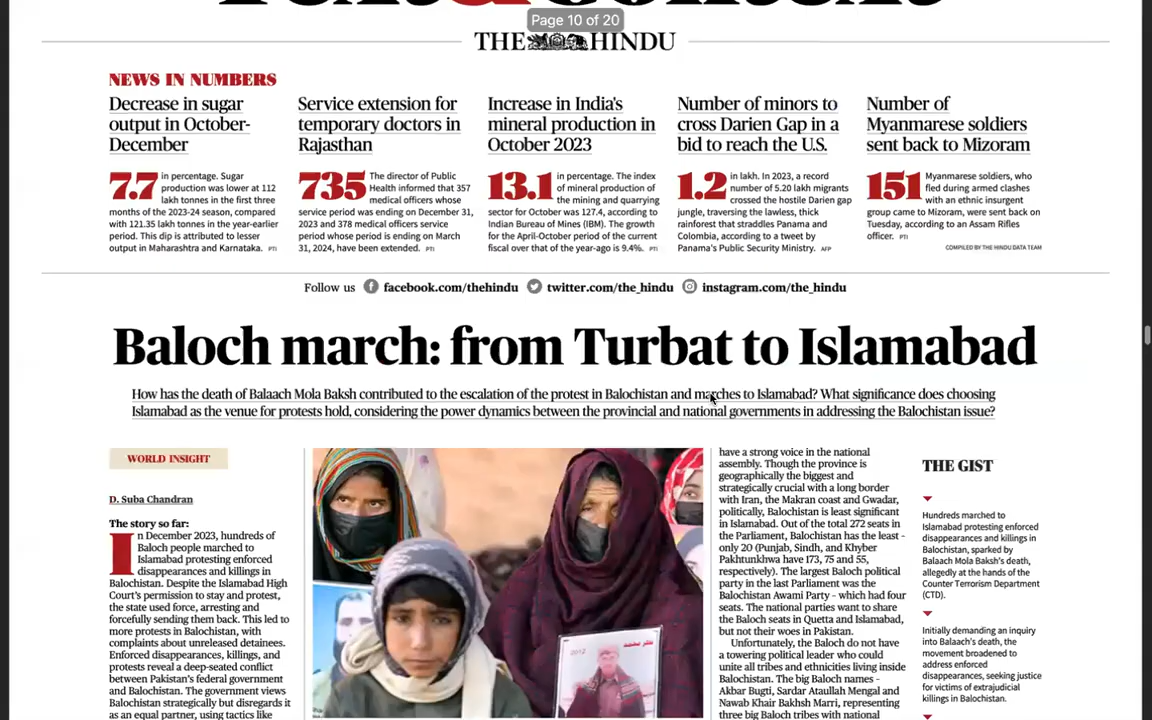 Page 10 of 20
THE HINDU
NEWS IN NUMBERS
Decrease in sugar
output in October-
December
7.7 in percentage. Sugar
production was lower at 112
lakh tonnes in the first three
months of the 2023-24 season, compared
with 121.35 lakh tonnes in the year-earlier
period. This dip is attributed to lesser
output in Maharashtra and Karnataka. PTI
Service extension for
temporary doctors in
Rajasthan
735 The director of Public
Health informed that 357
medical officers whose
service period was ending on December 31,
2023 and 378 medical officers service
period whose period is ending on March
31, 2024, have been extended. PTI
Increase in India's
mineral production in
October 2023
13.1 in percentage. The index
of mineral production of
the mining and quarrying
sector for October was 127.4, according to
Indian Bureau of Mines (IBM). The growth
for the April-October period of the current
fiscal over that of the year-ago is 9.4%. PTI
Number of minors to
cross Darien Gap in a
bid to reach the U.S.
1.2 in lakh. In 2023, a record
number of 5.20 lakh migrants
crossed the hostile Darien gap
jungle, traversing the lawless, thick
rainforest that straddles Panama and
Colombia, according to a tweet by
Panama's Public Security Ministry. AFP
Number of
Myanmarese soldiers
sent back to Mizoram
151 Myanmarese soldiers, who
fled during armed clashes
with an ethnic insurgent
group came to Mizoram, were sent back on
Tuesday, according to an Assam Rifles
officer. PTI
COMPILED BY THE HINDU DATA TEAM
Follow us facebook.com/thehindu twitter.com/the_hindu instagram.com/the_hindu
Baloch march: from Turbat to Islamabad
How has the death of Balaach Mola Baksh contributed to the escalation of the protest in Balochistan and marches to Islamabad? What significance does choosing
Islamabad as the venue for protests hold, considering the power dynamics between the provincial and national governments in addressing the Balochistan issue?
WORLD INSIGHT
D. Suba Chandran
The story so far:
In December 2023, hundreds of
Baloch people marched to
Islamabad protesting enforced
disappearances and killings in
Balochistan. Despite the Islamabad High
Court's permission to stay and protest,
the state used force, arresting and
forcefully sending them back. This led to
more protests in Balochistan, with
complaints about unreleased detainees.
Enforced disappearances, killings, and
protests reveal a deep-seated conflict
between Pakistan's federal government
and Balochistan. The government views
Balochistan strategically but disregards it
as an equal partner, using tactics like
2012
have a strong voice in the national
assembly. Though the province is
geographically the biggest and
strategically crucial with a long border
with Iran, the Makran coast and Gwadar,
politically, Balochistan is least significant
in Islamabad. Out of the total 272 seats in
the Parliament, Balochistan has the least -
only 20 (Punjab, Sindh, and Khyber
Pakhtunkhwa have 173, 75 and 55,
respectively). The largest Baloch political
party in the last Parliament was the
Balochistan Awami Party – which had four
seats. The national parties want to share
the Baloch seats in Quetta and Islamabad,
but not their woes in Pakistan.
Unfortunately, the Baloch do not have
a towering political leader who could
unite all tribes and ethnicities living inside
Balochistan. The big Baloch names –
Akbar Bugti, Sardar Ataullah Mengal and
Nawab Khair Bakhsh Marri, representing
three big Baloch tribes with national
THE GIST
Hundreds marched to
Islamabad protesting enforced
disappearances and killings in
Balochistan, sparked by
Balaach Mola Baksh's death,
allegedly at the hands of the
Counter Terrorism Department
(CTD).
Initially demanding an inquiry
into Balaach's death, the
movement broadened to
address enforced
disappearances, seeking justice
for victims of extrajudicial
killings in Balochistan.